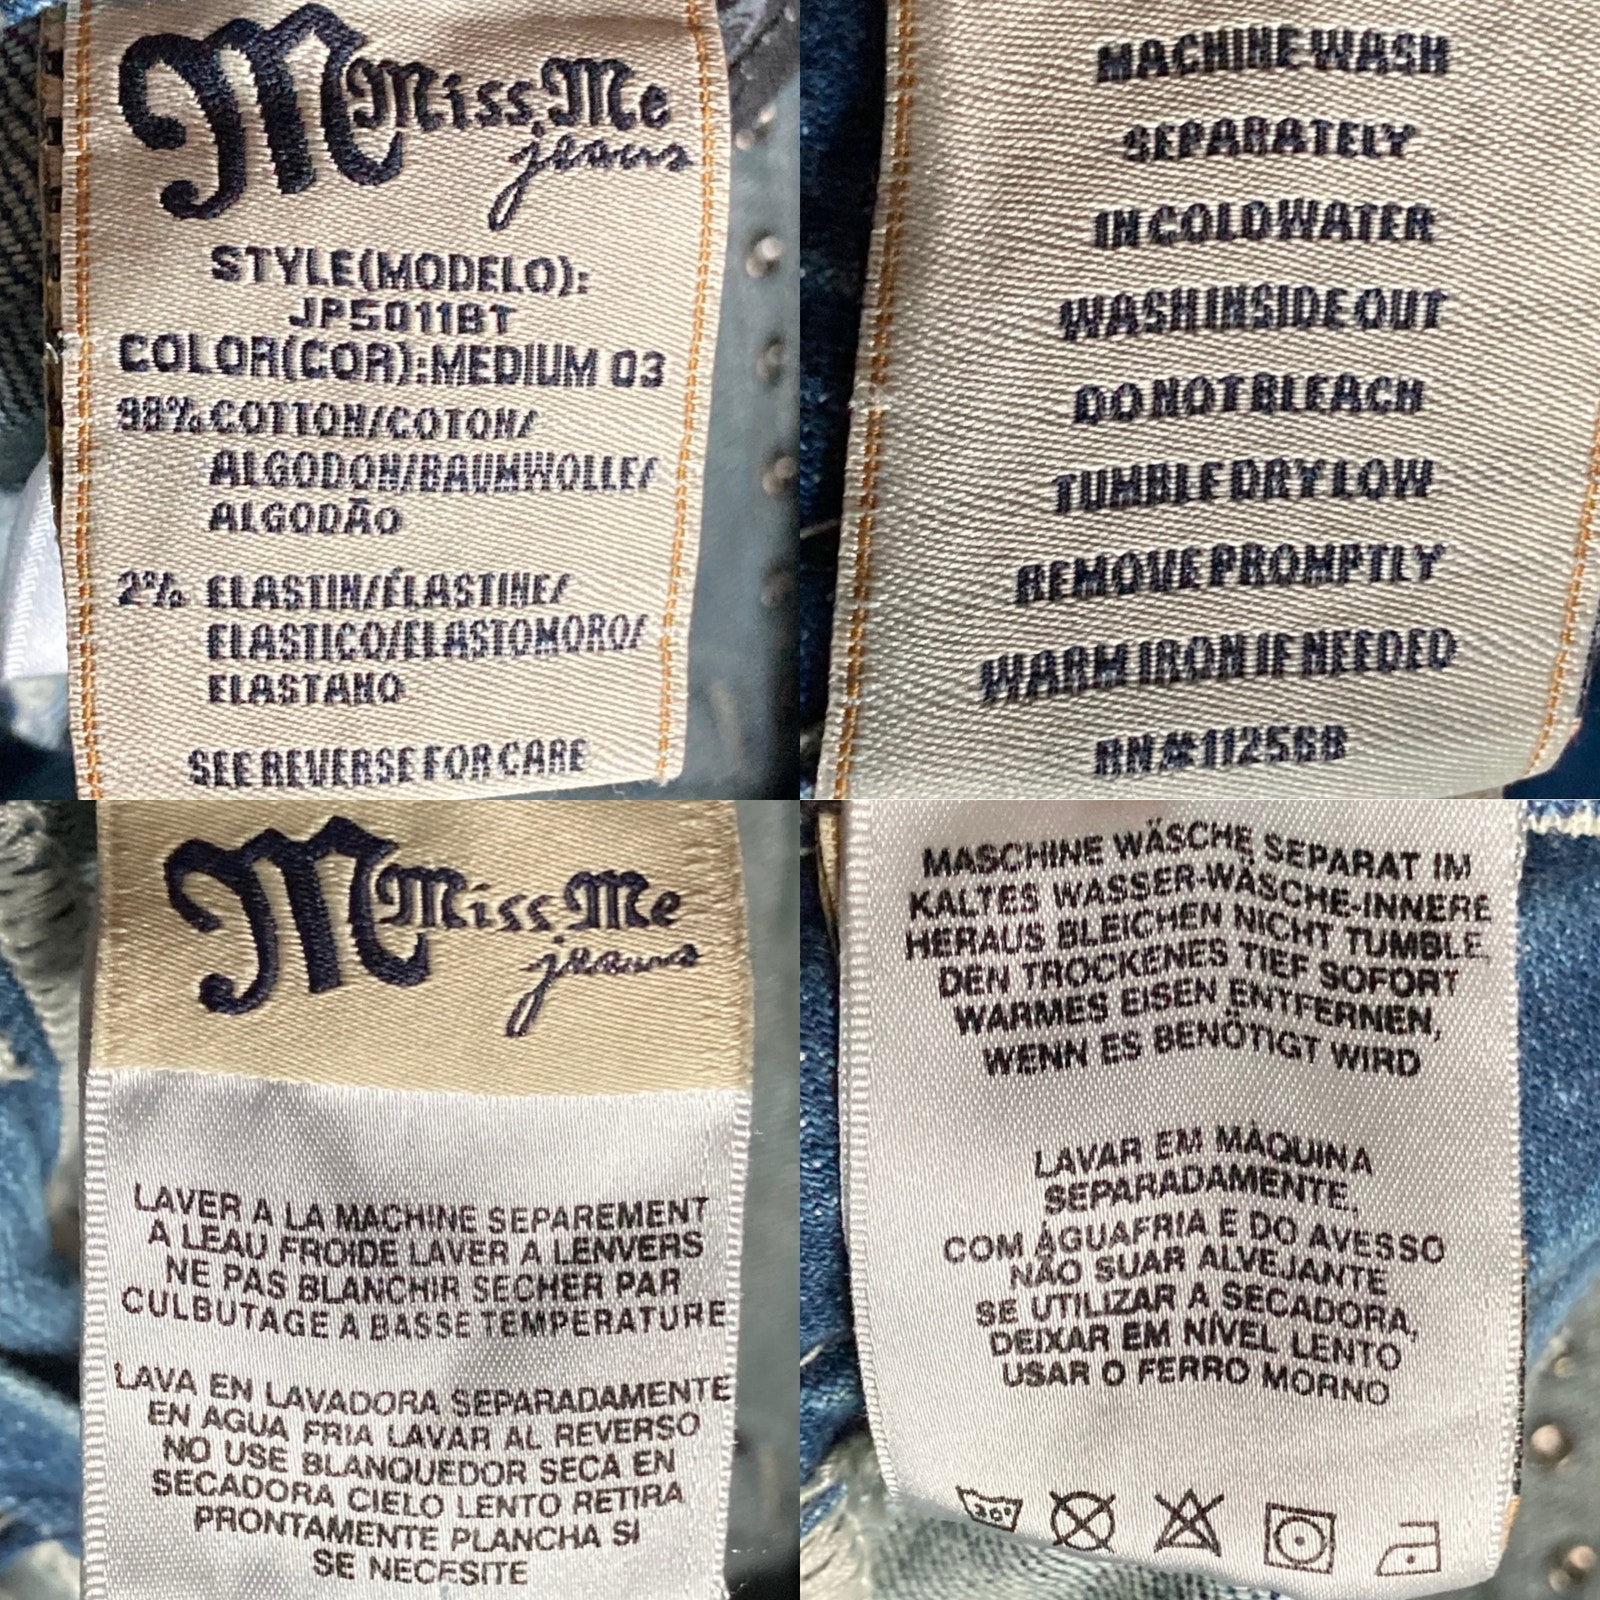 M Miss Me
jeans
STYLE(MODELO):
JP5011BT
COLOR(COR):MEDIUM 03
98% COTTON/COTON/
ALGODON/BAUMWOLLE/
ALGODÃO
2% ELASTIN/ÉLASTINE/
ELASTICO/ELASTOMORO/
ELASTANO
SEE REVERSE FOR CARE
MACHINE WASH
SEPARATELY
IN COLD WATER
WASH INSIDE OUT
DO NOT BLEACH
TUMBLE DRY LOW
REMOVE PROMPTLY
WARM IRON IF NEEDED
RN#112568
M Miss Me
jeans
LAVER A LA MACHINE SEPAREMENT
A LEAU FROIDE LAVER A LENVERS
NE PAS BLANCHIR SECHER PAR
CULBUTAGE A BASSE TEMPERATURE
LAVA EN LAVADORA SEPARADAMENTE
EN AGUA FRIA LAVAR AL REVERSO
NO USE BLANQUEDOR SECA EN
SECADORA CIELO LENTO RETIRA
PRONTAMENTE PLANCHA SI
SE NECESITE
MASCHINE WÄSCHE SEPARAT IM
KALTES WASSER-WÄSCHE-INNERE
HERAUS BLEICHEN NICHT TUMBLE.
DEN TROCKENES TIEF SOFORT
WARMES EISEN ENTFERNEN,
WENN ES BENÖTIGT WIRD
LAVAR EM MÀQUINA
SEPARADAMENTE.
COM ÁGUAFRIA E DO AVESSO
NÃO SUAR ALVEJANTE
SE UTILIZAR A SECADORA,
DEIXAR EM NÍVEL LENTO
USAR O FERRO MORNO
30°